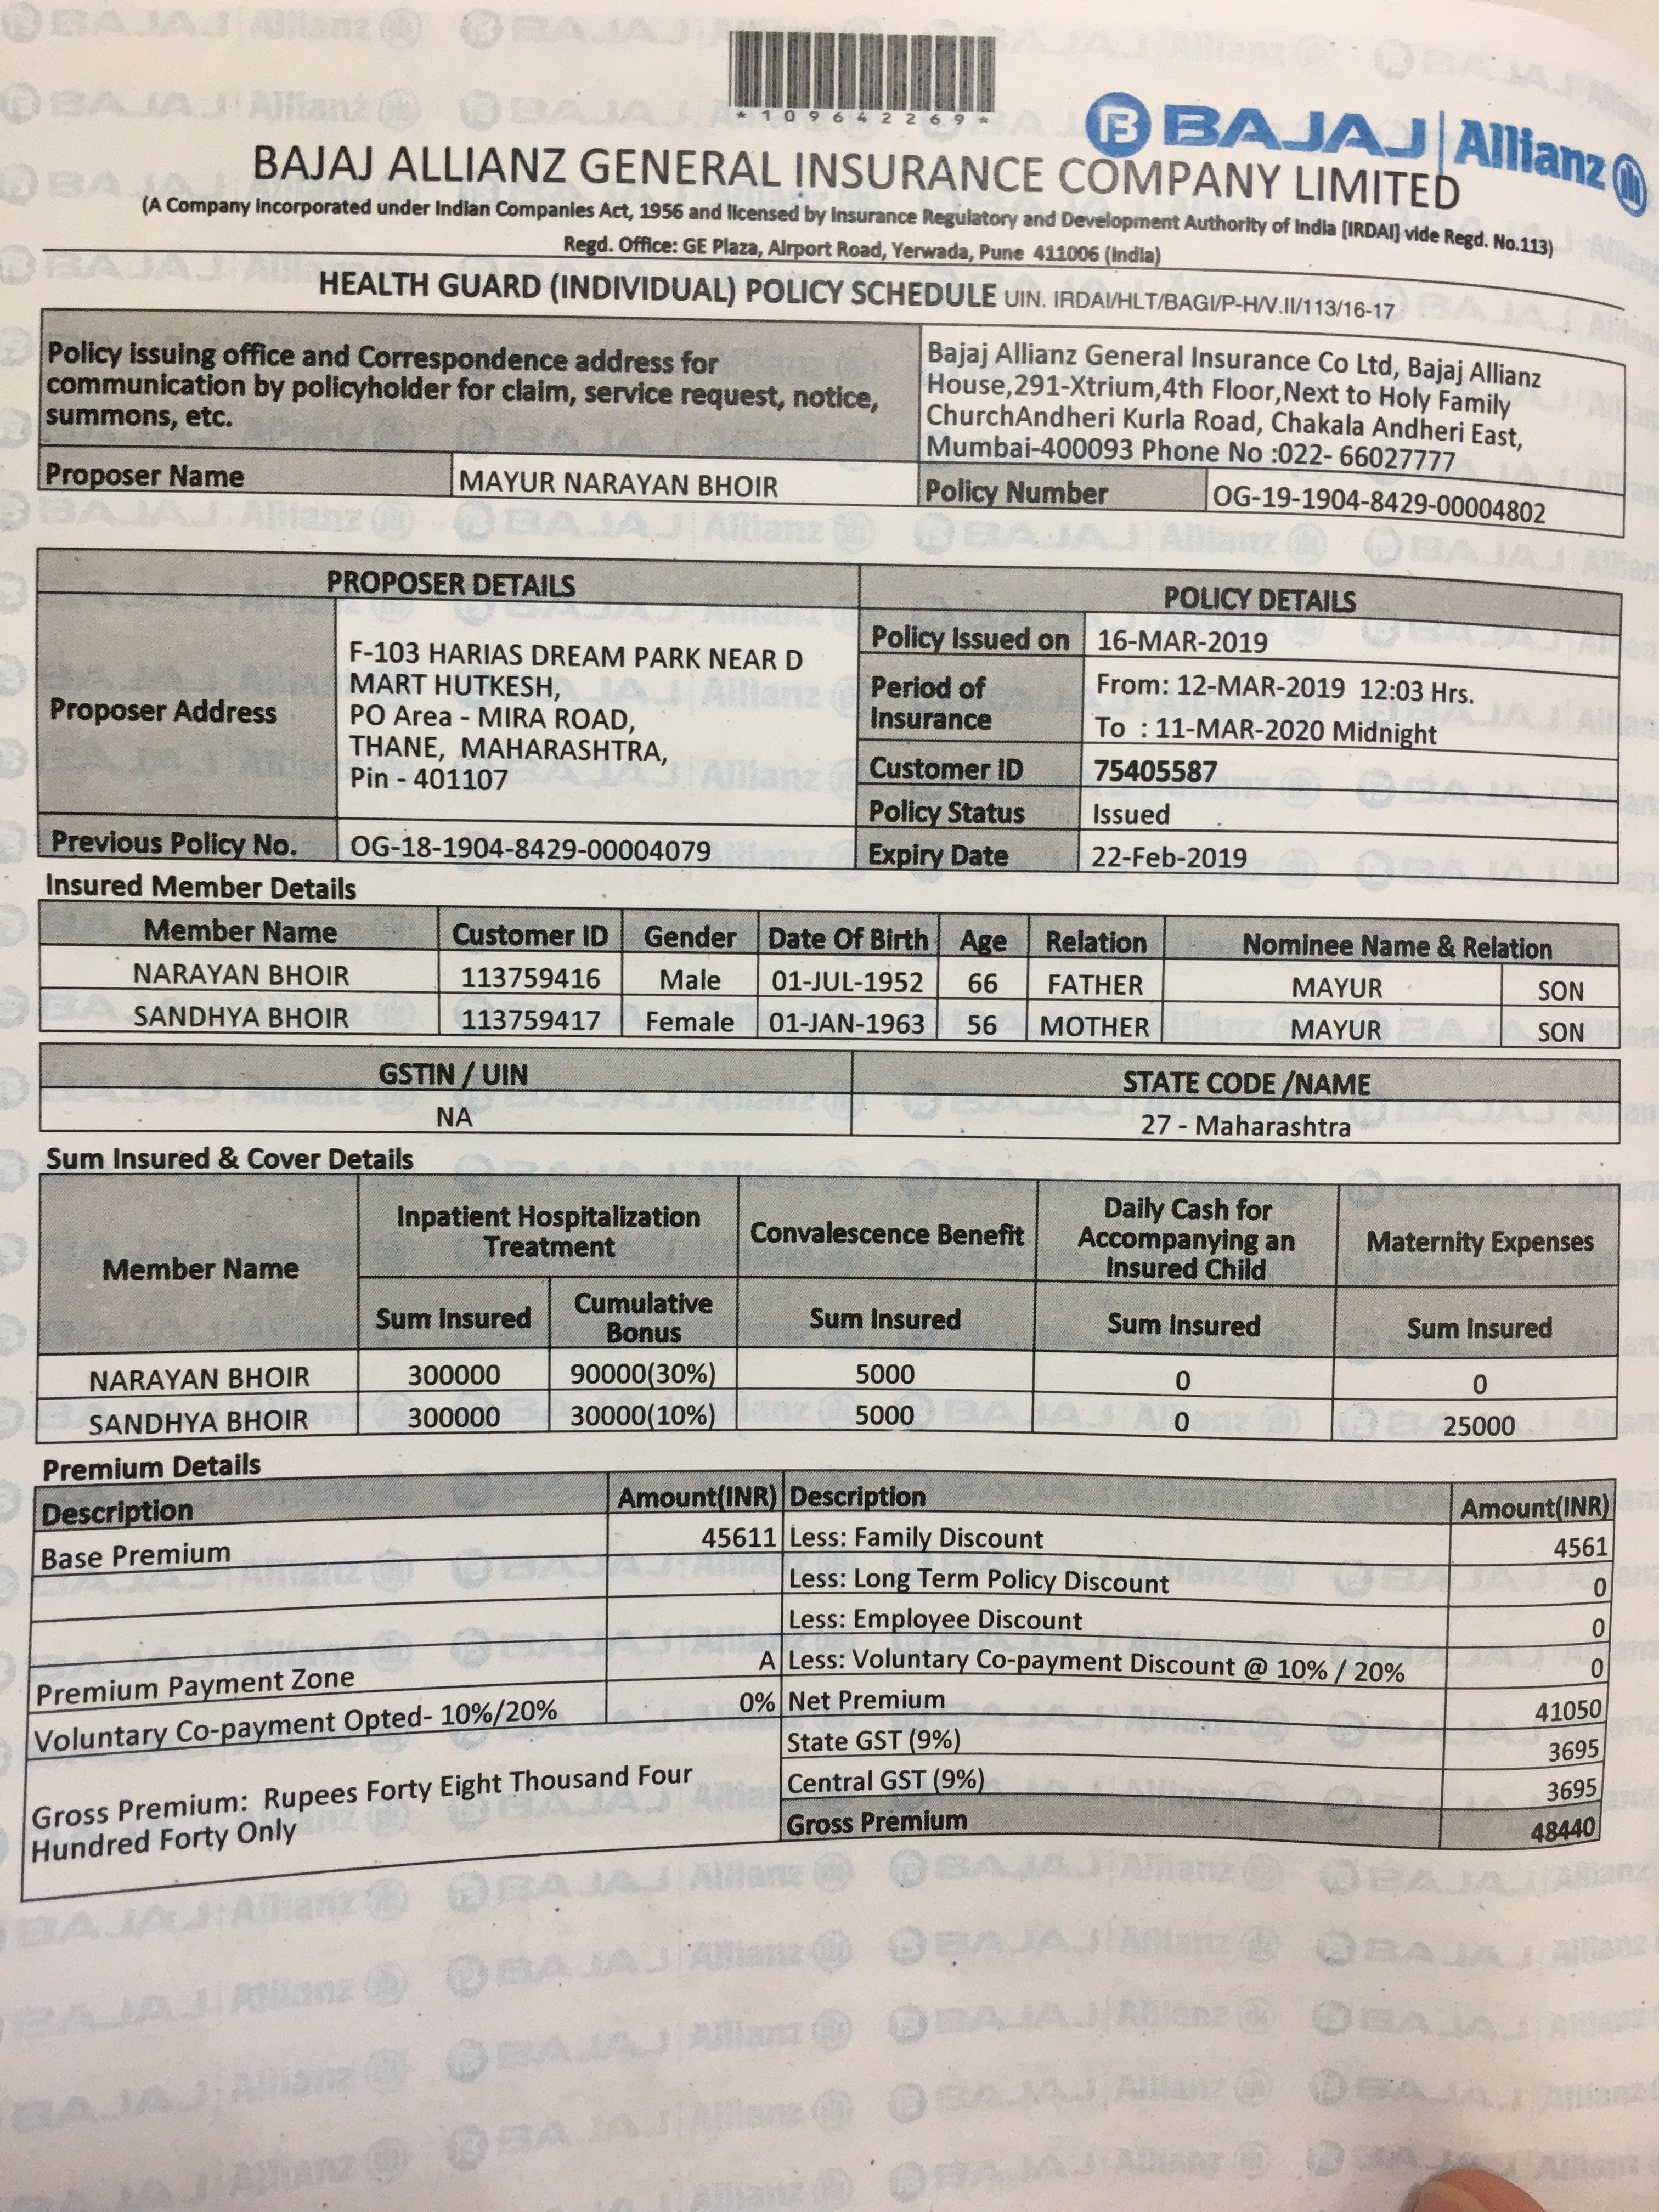 *109642269*
BAJAJ | Allianz
BAJAJ ALLIANZ GENERAL INSURANCE COMPANY LIMITED
(A Company incorporated under Indian Companies Act, 1956 and licensed by Insurance Regulatory and Development Authority of India [IRDAI] vide Regd. No.113)
Regd. Office: GE Plaza, Airport Road, Yerwada, Pune 411006 (India)
HEALTH GUARD (INDIVIDUAL) POLICY SCHEDULE UIN. IRDAI/HLT/BAGI/P-H/V.II/113/16-17
Policy issuing office and Correspondence address for
communication by policyholder for claim, service request, notice,
summons, etc.
Bajaj Allianz General Insurance Co Ltd, Bajaj Allianz
House,291-Xtrium,4th Floor,Next to Holy Family
ChurchAndheri Kurla Road, Chakala Andheri East,
Mumbai-400093 Phone No :022- 66027777
Proposer Name MAYUR NARAYAN BHOIR Policy Number OG-19-1904-8429-00004802
PROPOSER DETAILS
Proposer Address
F-103 HARIAS DREAM PARK NEAR D
MART HUTKESH,
PO Area - MIRA ROAD,
THANE, MAHARASHTRA,
Pin - 401107
Previous Policy No. OG-18-1904-8429-00004079
POLICY DETAILS
Policy Issued on 16-MAR-2019
Period of
Insurance
From: 12-MAR-2019 12:03 Hrs.
To : 11-MAR-2020 Midnight
Customer ID 75405587
Policy Status Issued
Expiry Date 22-Feb-2019
Insured Member Details
Member Name Customer ID Gender Date Of Birth Age Relation Nominee Name & Relation
NARAYAN BHOIR 113759416 Male 01-JUL-1952 66 FATHER MAYUR SON
SANDHYA BHOIR 113759417 Female 01-JAN-1963 56 MOTHER MAYUR SON
GSTIN / UIN STATE CODE /NAME
NA 27 - Maharashtra
Sum Insured & Cover Details
Member Name
Inpatient Hospitalization
Treatment
Convalescence Benefit
Daily Cash for
Accompanying an
Insured Child
Maternity Expenses
Sum Insured
Cumulative
Bonus
Sum Insured
Sum Insured
Sum Insured
NARAYAN BHOIR 300000 90000(30%) 5000 0 0
SANDHYA BHOIR 300000 30000(10%) 5000 0 25000
Premium Details
Description Amount(INR) Description Amount(INR)
Base Premium 45611 Less: Family Discount 4561
Less: Long Term Policy Discount 0
Less: Employee Discount 0
Premium Payment Zone A Less: Voluntary Co-payment Discount @ 10% / 20% 0
Voluntary Co-payment Opted- 10%/20% 0% Net Premium 41050
State GST (9%) 3695
Central GST (9%) 3695
Gross Premium: Rupees Forty Eight Thousand Four
Hundred Forty Only
Gross Premium 48440